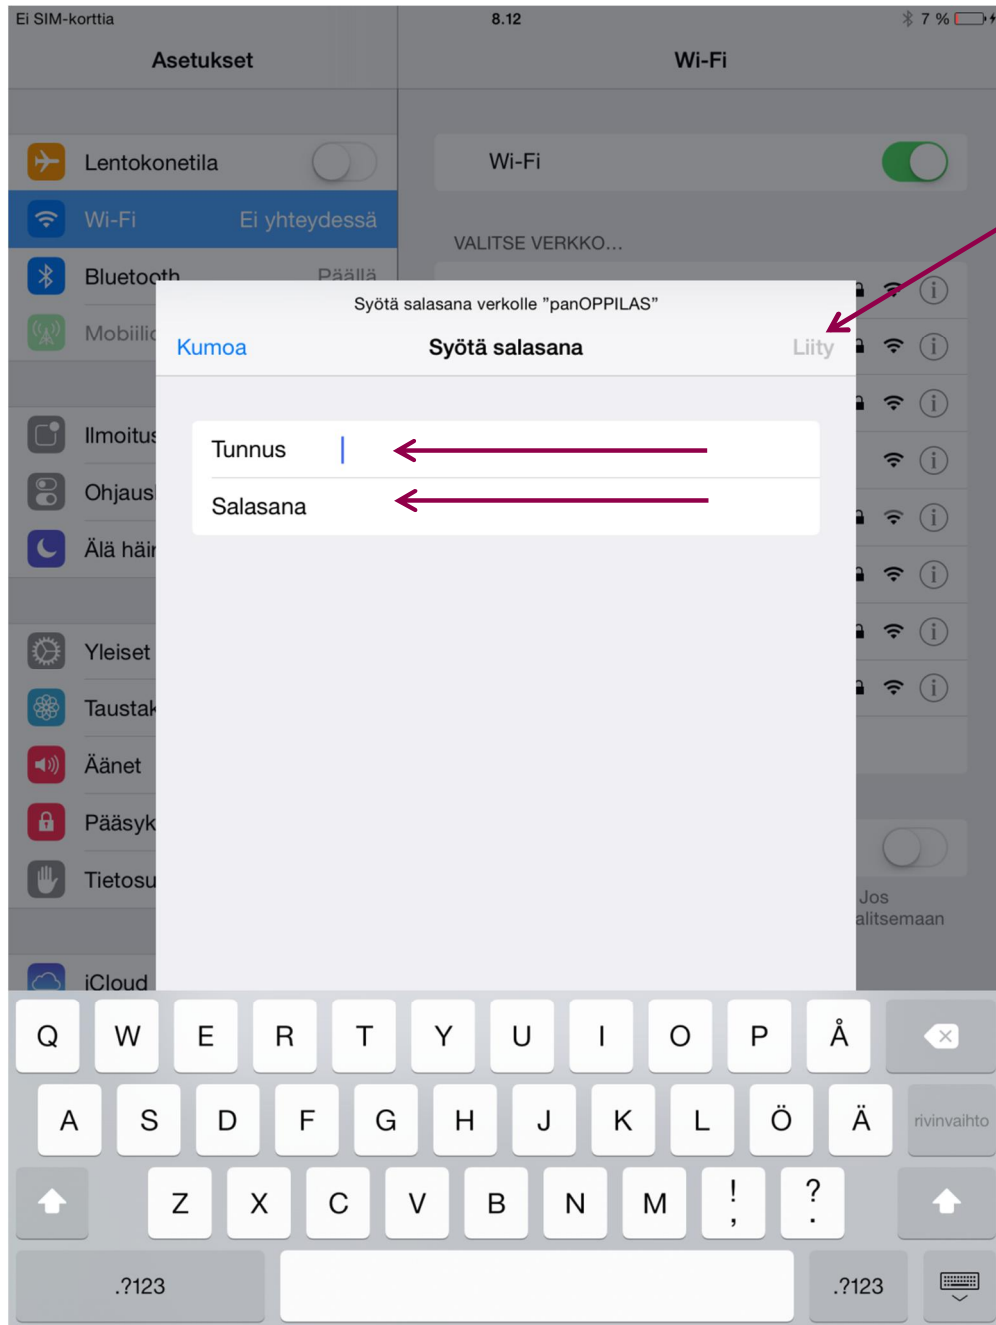 Ei SIM-korttia 8.12 7 %
Asetukset Wi-Fi
Lentokonetila Wi-Fi
Wi-Fi Ei yhteydessä
VALITSE VERKKO...
Bluetooth Päällä
Syötä salasana verkolle ”panOPPILAS”
Kumoa Syötä salasana Liity
Tunnus
Salasana
Älä
Yleiset
Äänet
Jos
iCloud
Q W E R T Y U I O P Å
A S D F G H J K L Ö Ä rivinvaihto
Z X C V B N M ! , ? .
.?123 .?123